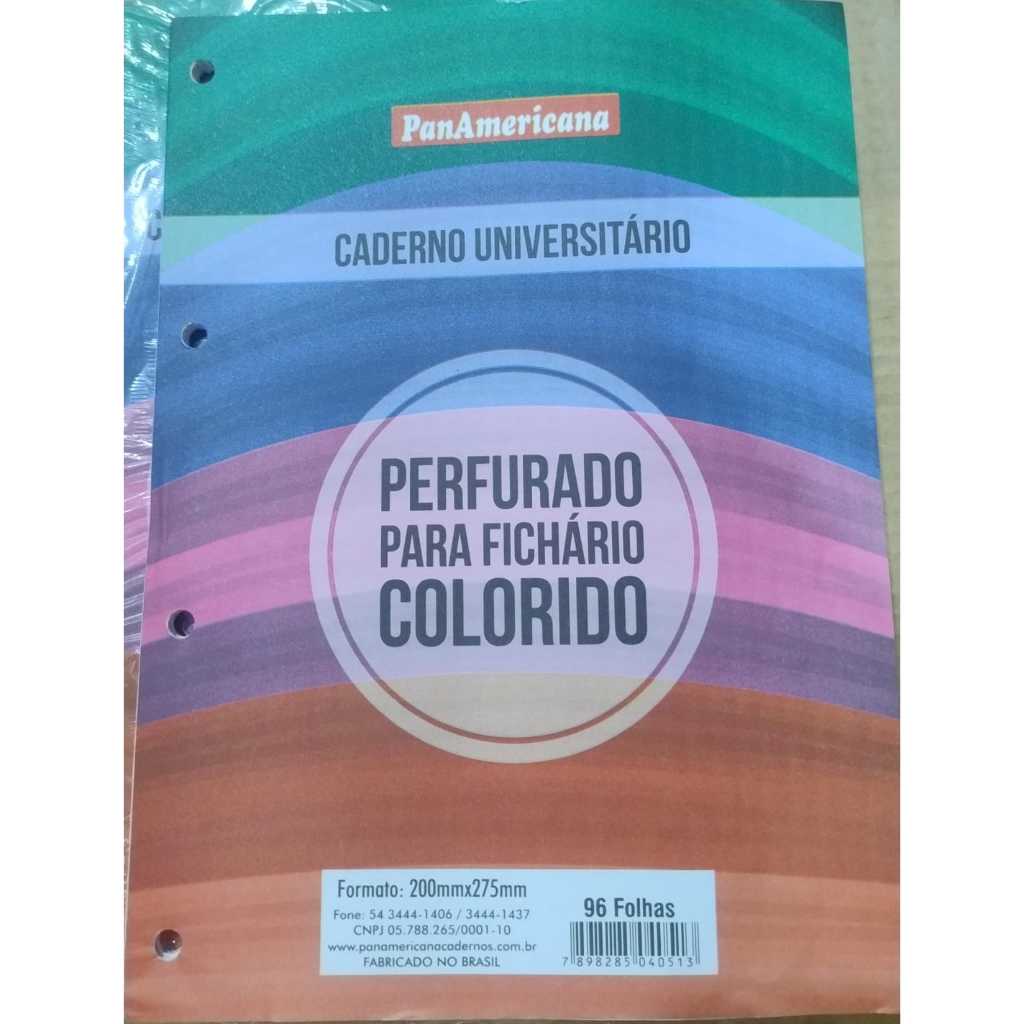 PanAmericana
CADERNO UNIVERSITÁRIO
PERFURADO
PARA FICHÁRIO
COLORIDO
Formato: 200mmx275mm
Fone: 54 3444-1406 / 3444-1437
CNPJ 05.788.265/0001-10
www.panamericanacadernos.com.br
FABRICADO NO BRASIL
96 Folhas
7 898285 040513
C